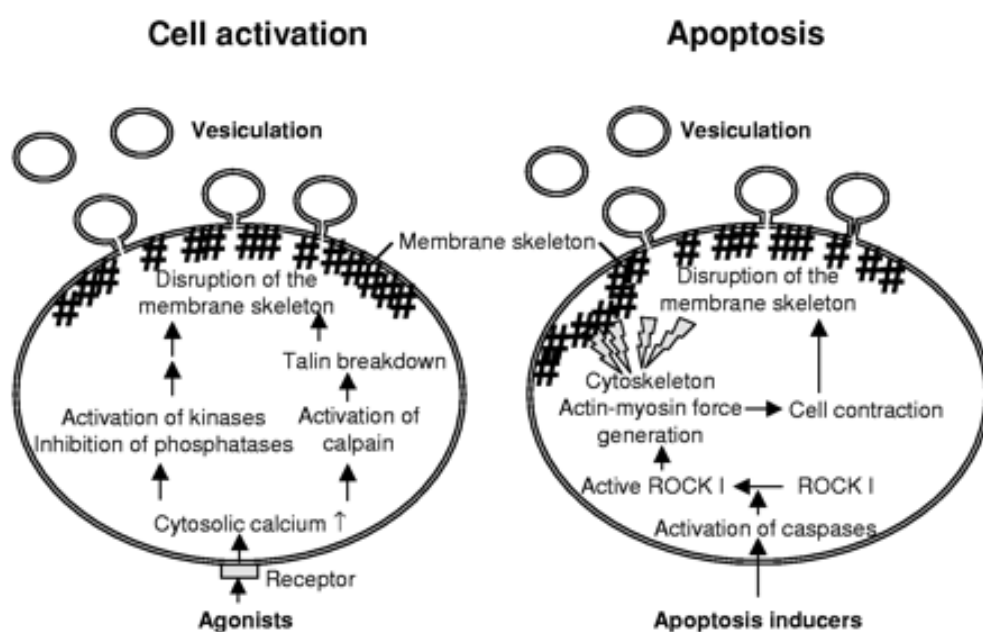 Cell activation
Vesiculation
Disruption of the
membrane skeleton
Talin breakdown
Activation of kinases
Inhibition of phosphatases
Activation of
calpain
Cytosolic calcium ↑
Receptor
Agonists
Membrane skeleton
Apoptosis
Vesiculation
Disruption of the
membrane skeleton
Cytoskeleton
Actin-myosin force
generation
Cell contraction
Active ROCK I
ROCK I
Activation of caspases
Apoptosis inducers